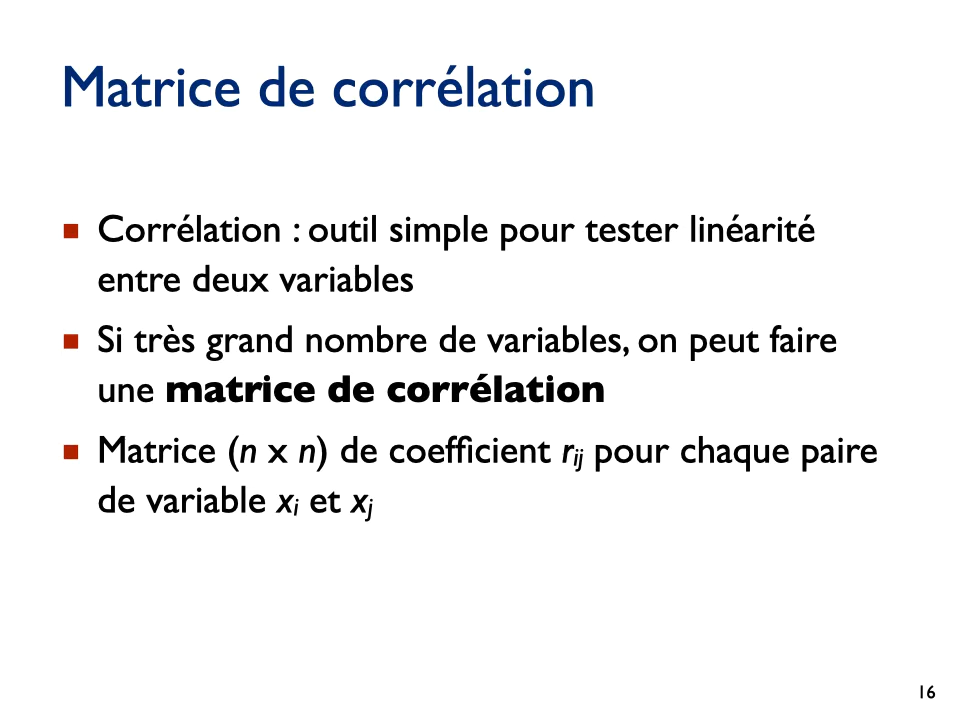 Matrice de corrélation
Corrélation : outil simple pour tester linéarité
entre deux variables
Si très grand nombre de variables, on peut faire
une matrice de corrélation
Matrice (n x n) de coefficient rij pour chaque paire
de variable xi et xj
16